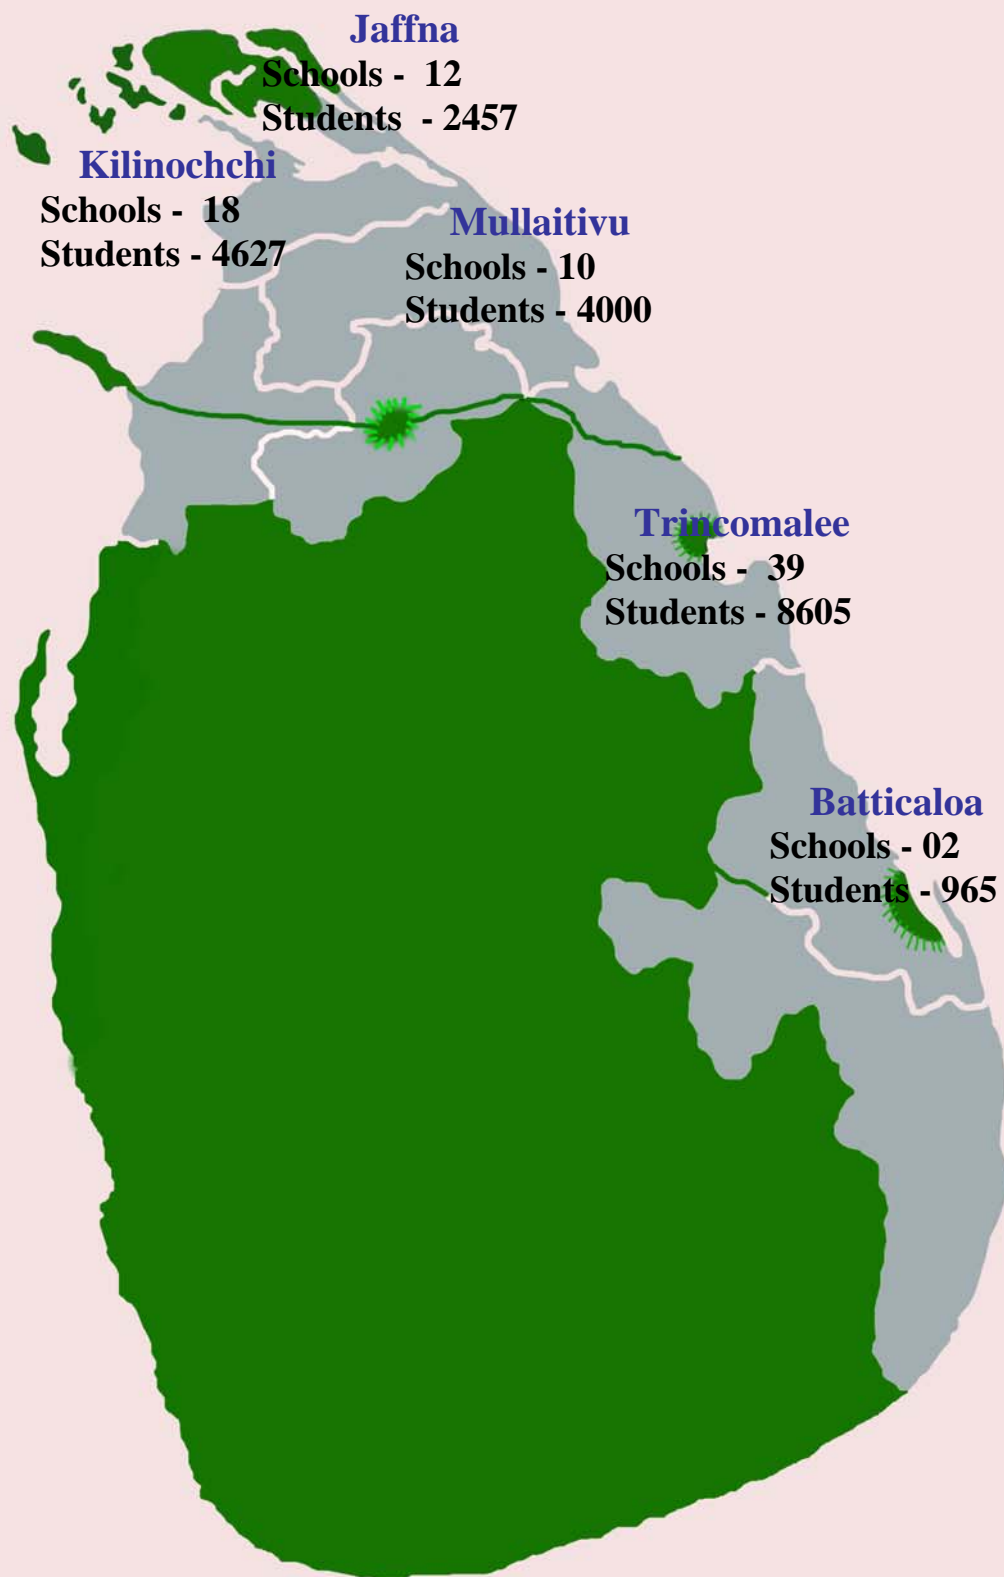 Jaffna
Schools - 12
Students - 2457
Kilinochchi
Schools - 18
Students - 4627
Mullaitivu
Schools - 10
Students - 4000
Trincomalee
Schools - 39
Students - 8605
Batticaloa
Schools - 02
Students - 965